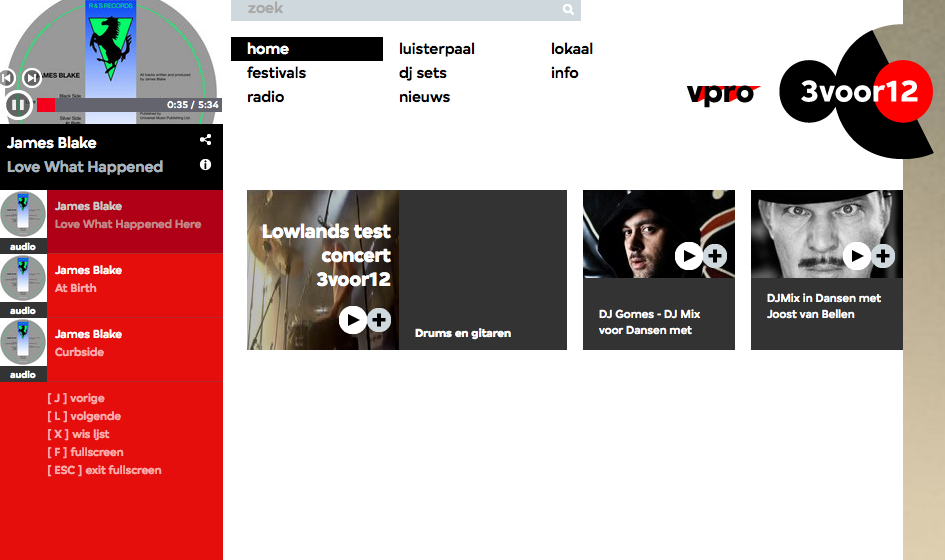 R & S RECORDS
JAMES BLAKE
All tracks written and produced
by James Blake
Black Side
Silver Side
At Birth
Published by
Universal Music Publishing Ltd.
0:35 / 5:34
James Blake
Love What Happened
James Blake
Love What Happened Here
audio
James Blake
At Birth
audio
James Blake
Curbside
audio
[ J ] vorige
[ L ] volgende
[ X ] wis ljst
[ F ] fullscreen
[ ESC ] exit fullscreen
zoek
home
luisterpaal
lokaal
festivals
dj sets
info
radio
nieuws
vpro
3voor12
Lowlands test
concert
3voor12
Drums en gitaren
DJ Gomes - DJ Mix
voor Dansen met
DJMix in Dansen met
Joost van Bellen